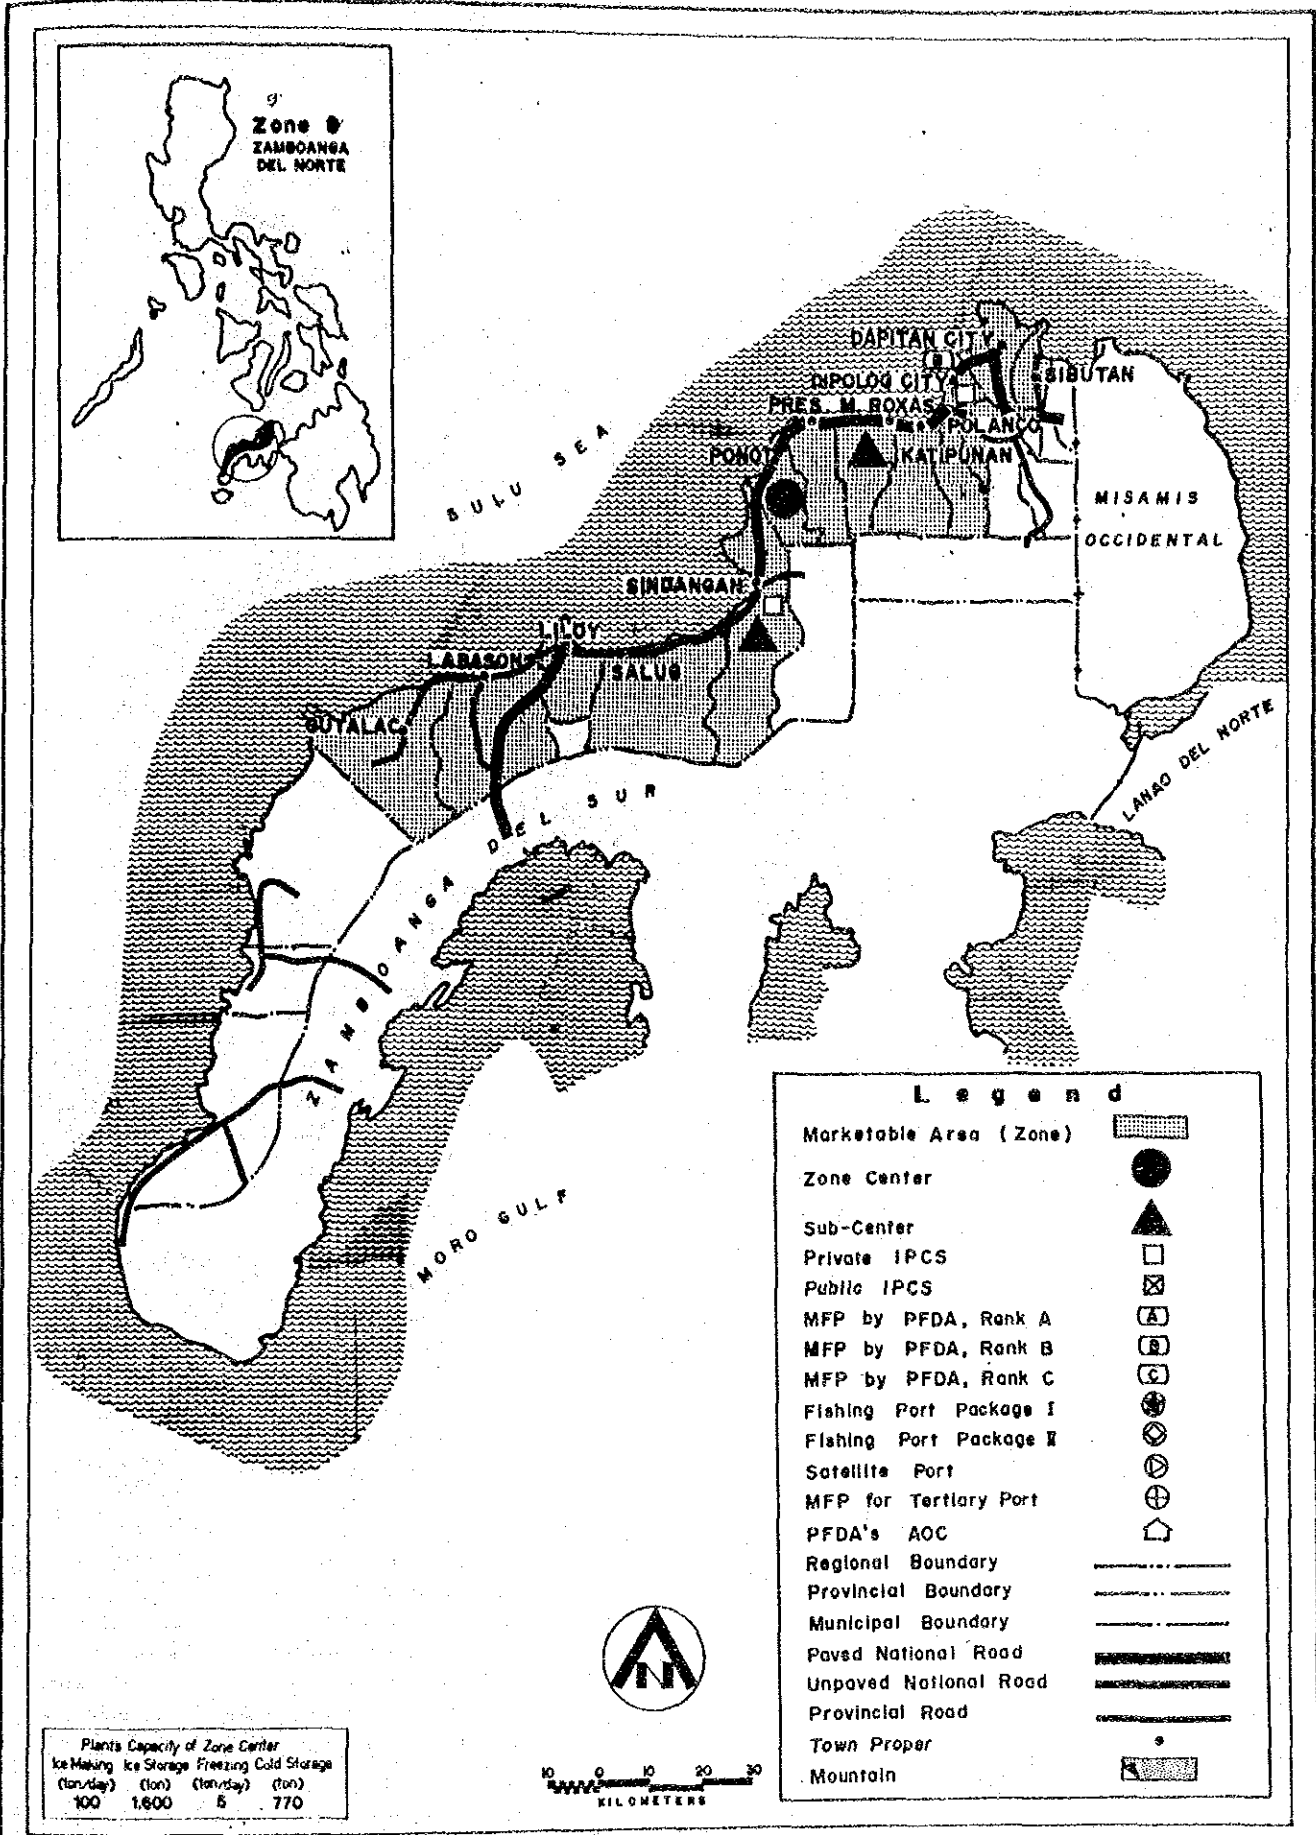 9
Zone 9
ZAMBOANGA
DEL NORTE
DAPITAN CITY
(B)
DIPOLOG CITY
SIBUTAN
PRES. M. ROXAS
POLANCO
PONOT
KATIPUNAN
SULU SEA
MISAMIS
OCCIDENTAL
SINDANGAN
LILOY
LABASON
SALUG
GUTALAC
LANAO DEL NORTE
ZAMBOANGA DEL SUR
MORO GULF
Legend
Marketable Area (Zone)
Zone Center
Sub-Center
Private IPCS
Public IPCS
MFP by PFDA, Rank A (A)
MFP by PFDA, Rank B (B)
MFP by PFDA, Rank C (C)
Fishing Port Package I
Fishing Port Package II
Satellite Port
MFP for Tertiary Port
PFDA's AOC
Regional Boundary
Provincial Boundary
Municipal Boundary
Paved National Road
Unpaved National Road
Provincial Road
Town Proper
Mountain
N
Plants Capacity of Zone Center
Ice Making Ice Storage Freezing Cold Storage
(ton/day) (ton) (ton/day) (ton)
100 1,600 5 770
10 0 10 20 30
KILOMETERS